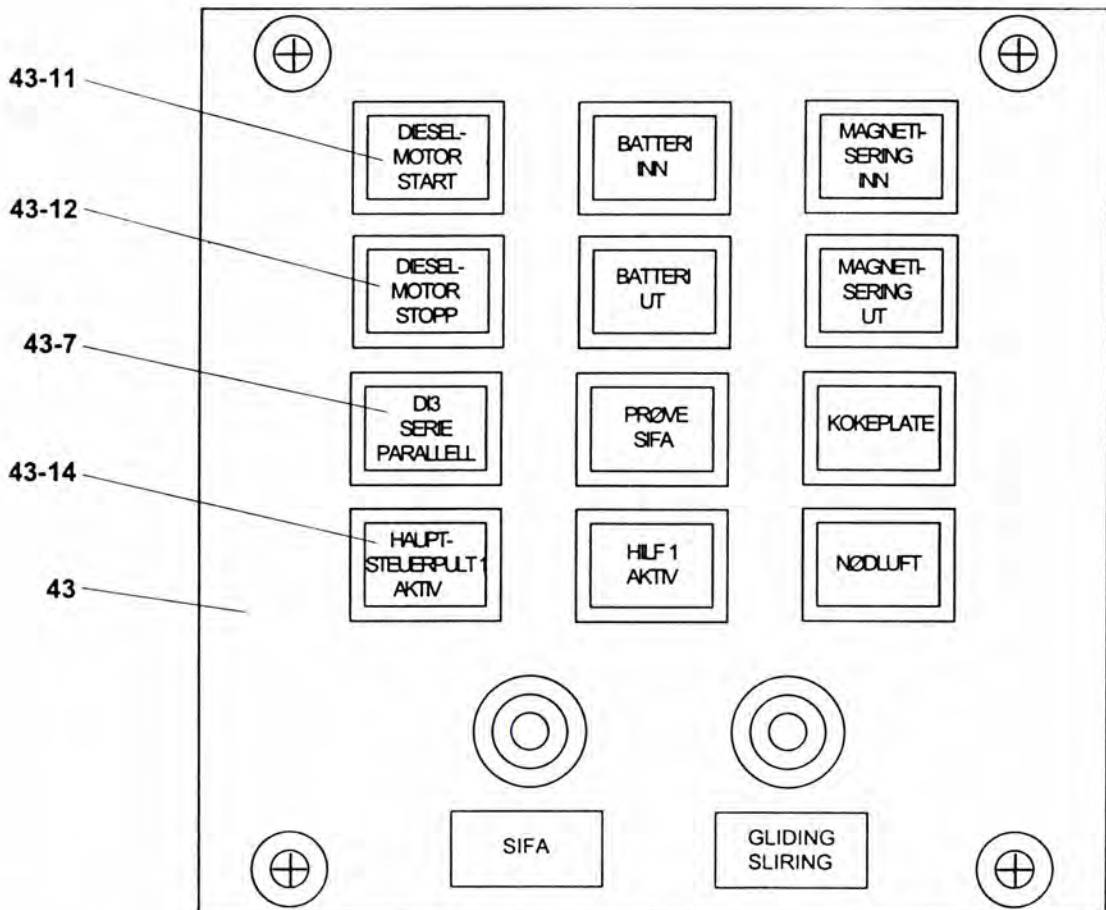 43-11
DIESEL-
MOTOR
START
BATTERI
INN
MAGNETI-
SERING
INN
43-12
DIESEL-
MOTOR
STOPP
BATTERI
UT
MAGNETI-
SERING
UT
43-7
DI3
SERIE
PARALLELL
PRØVE
SIFA
KOKEPLATE
43-14
HAUPT-
STEUERPULT 1
AKTIV
HILF 1
AKTIV
NØDLUFT
43
SIFA
GLIDING
SLIRING